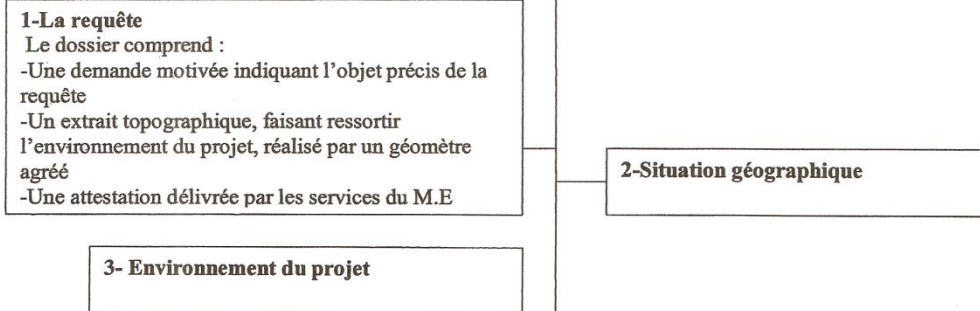 1-La requête
Le dossier comprend :
-Une demande motivée indiquant l'objet précis de la
requête
-Un extrait topographique, faisant ressortir
l'environnement du projet, réalisé par un géomètre
agréé
-Une attestation délivrée par les services du M.E
2-Situation géographique
3- Environnement du projet